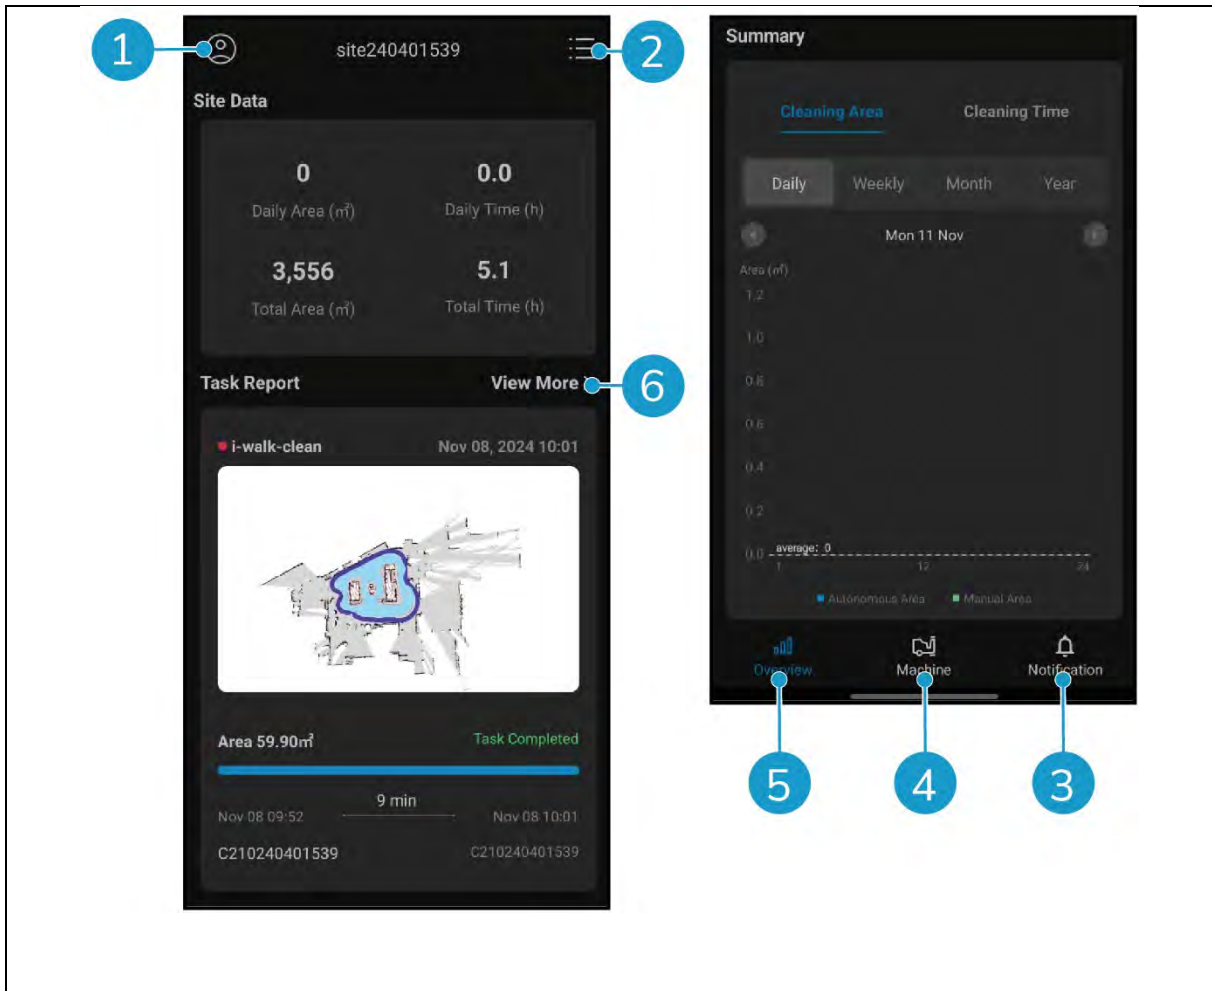 1
site240401539
2
Site Data
0
0.0
Daily Area (㎡)
Daily Time (h)
3,556
5.1
Total Area (㎡)
Total Time (h)
Task Report
View More
6
i-walk-clean
Nov 08, 2024 10:01
Area 59.90㎡
Task Completed
9 min
Nov 08 09:52
Nov 08 10:01
C210240401539
C210240401539
Summary
Cleaning Area
Cleaning Time
Daily
Weekly
Month
Year
Mon 11 Nov
Area (㎡)
1.2
1.0
0.8
0.6
0.4
0.2
0.0
average: 0
1
12
24
Autonomous Area
Manual Area
Overview
Machine
Notification
5
4
3